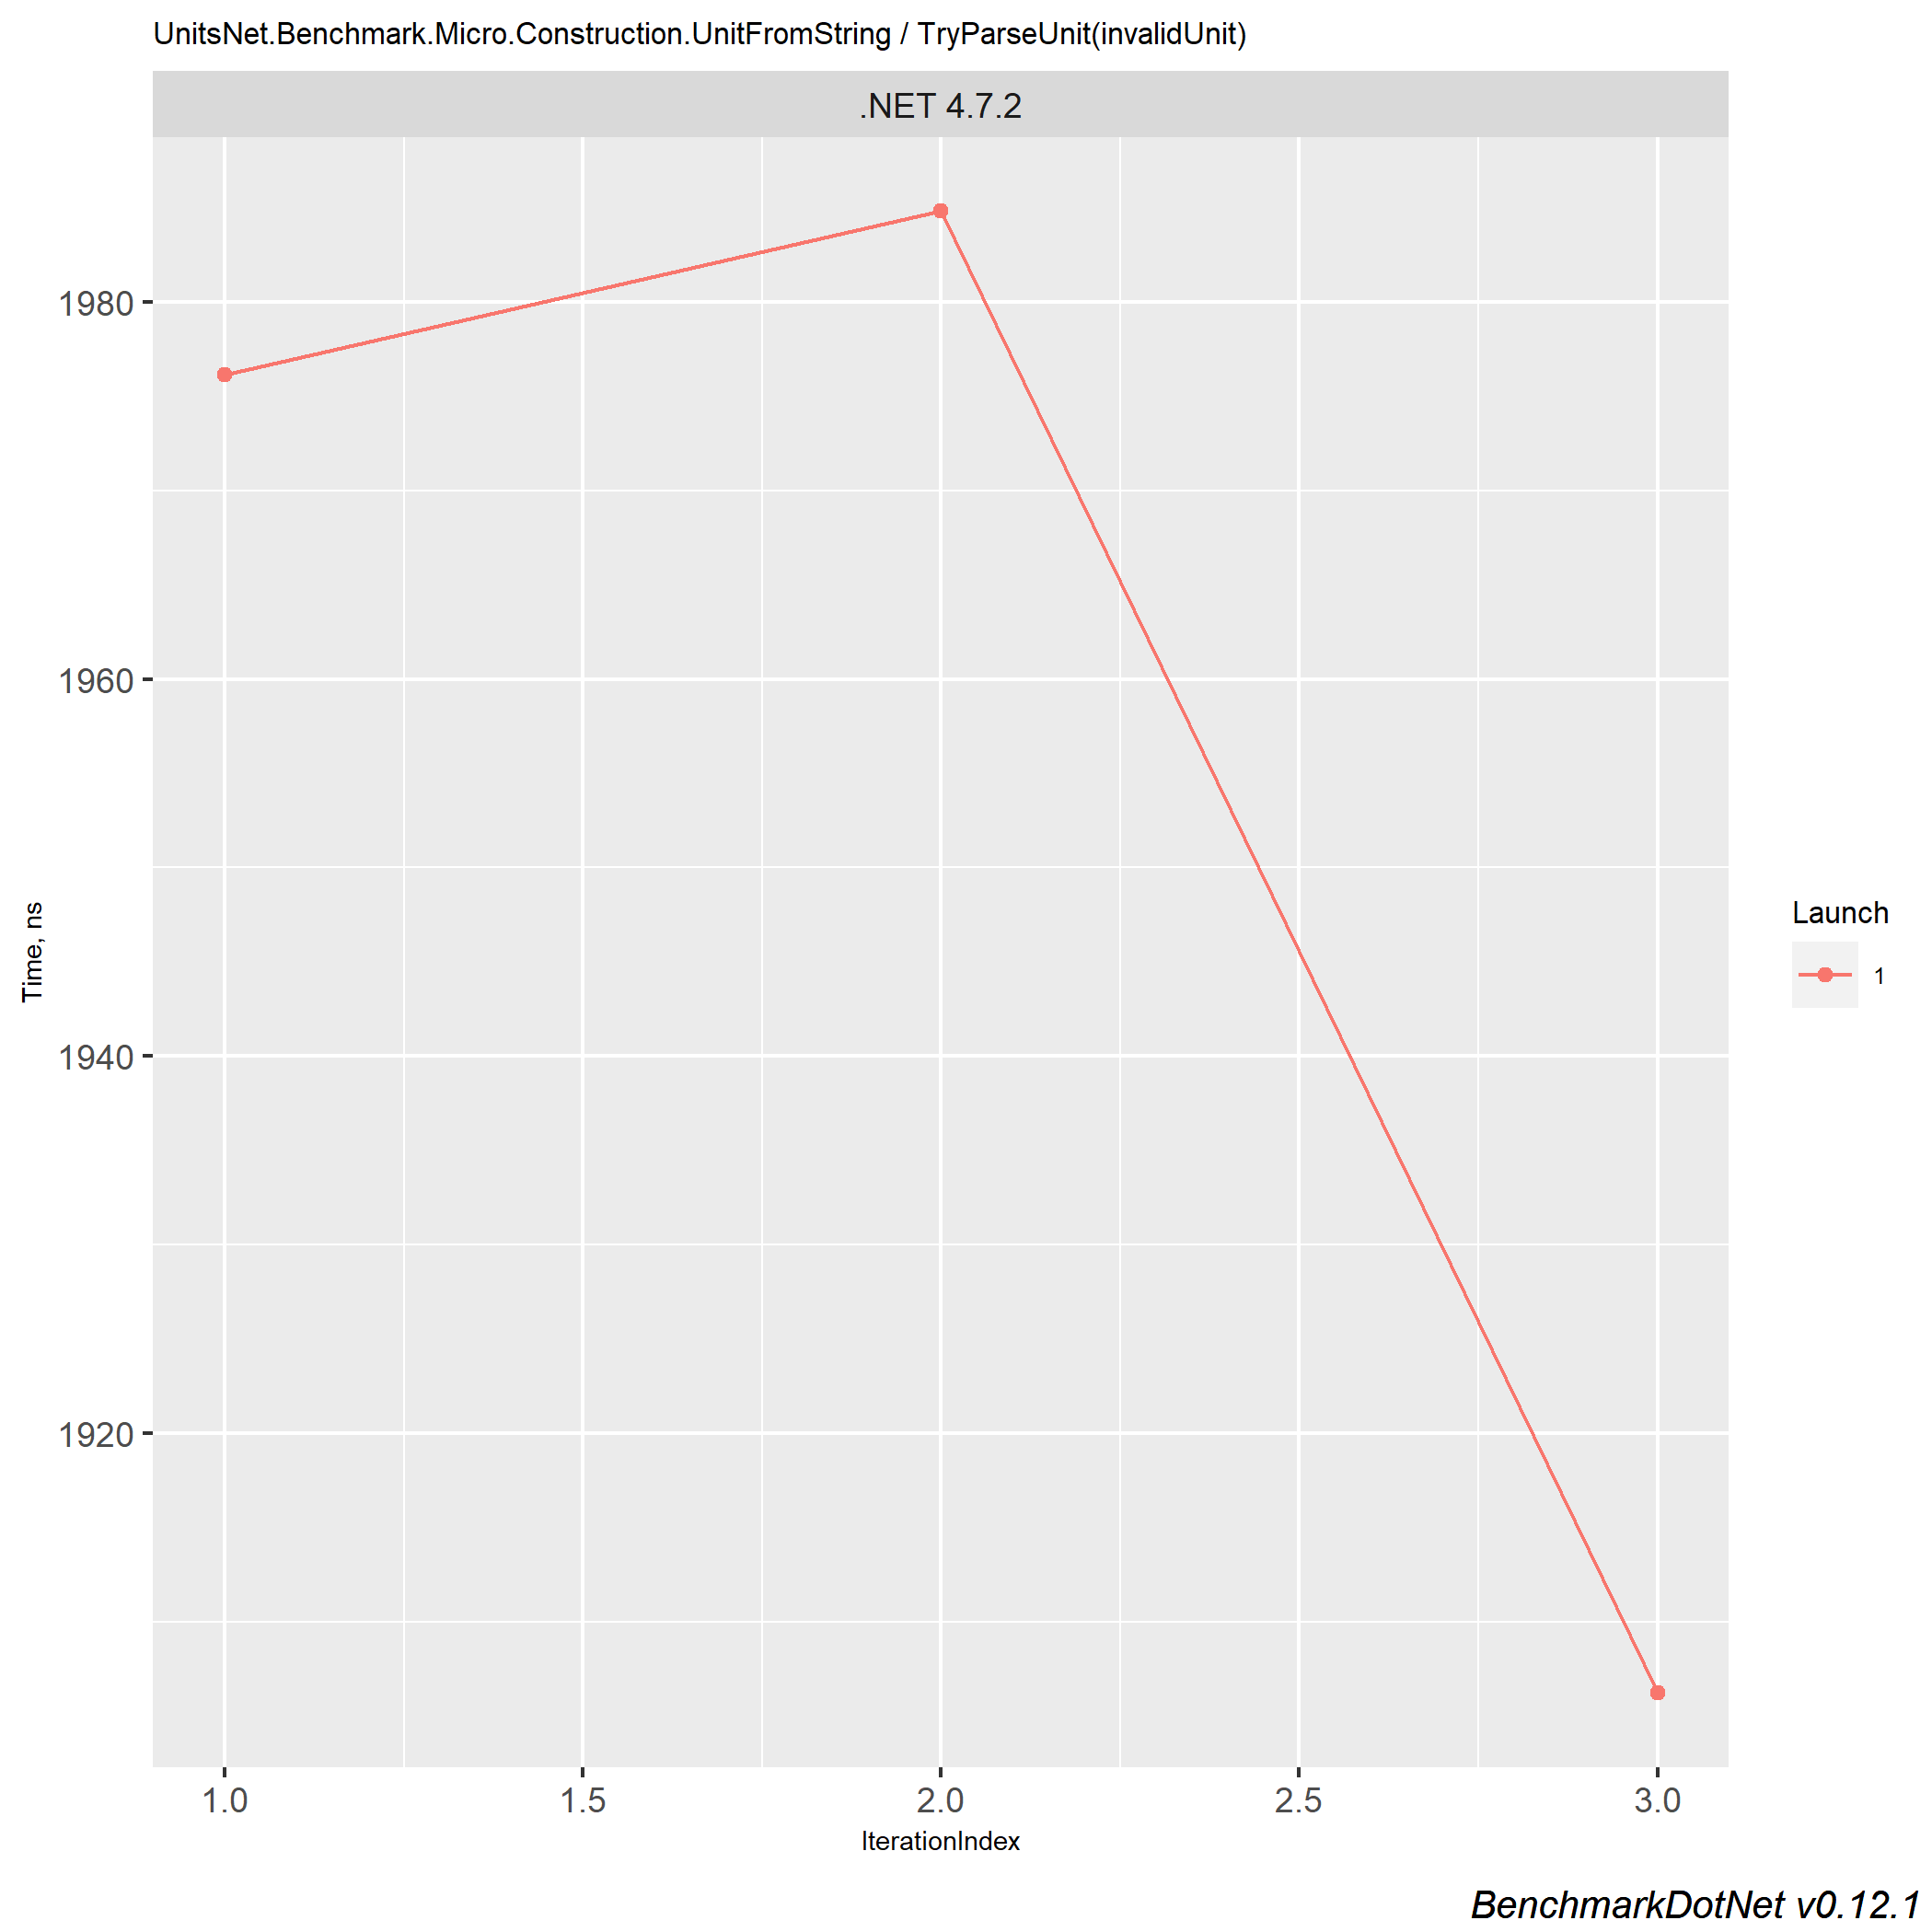 UnitsNet.Benchmark.Micro.Construction.UnitFromString / TryParseUnit(invalidUnit)
.NET 4.7.2
1980
1960
1940
1920
Time, ns
1.0 1.5 2.0 2.5 3.0
IterationIndex
Launch
1
BenchmarkDotNet v0.12.1